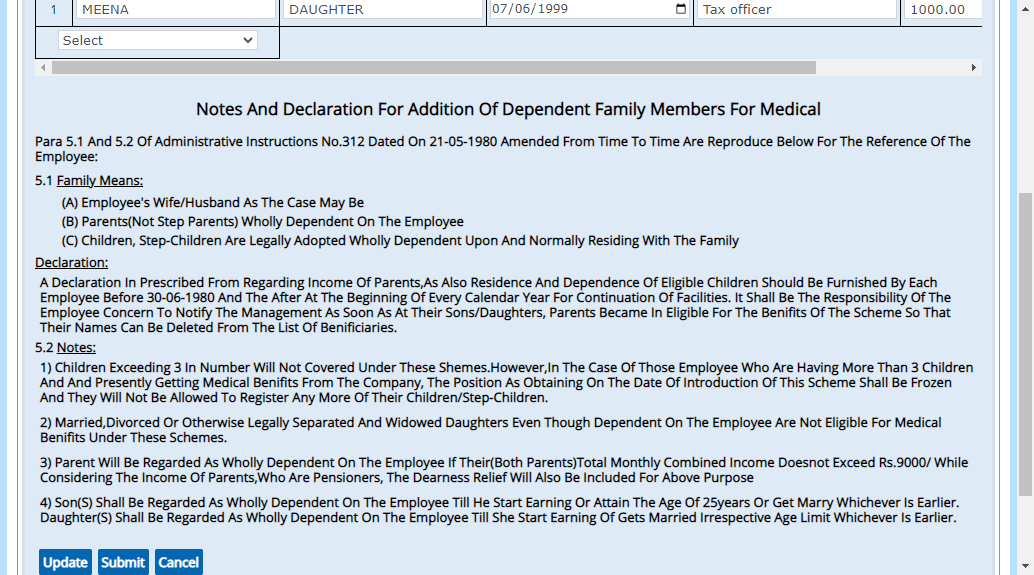 1 MEENA DAUGHTER 07/06/1999 Tax officer 1000.00
Select
Notes And Declaration For Addition Of Dependent Family Members For Medical
Para 5.1 And 5.2 Of Administrative Instructions No.312 Dated On 21-05-1980 Amended From Time To Time Are Reproduce Below For The Reference Of The
Employee:
5.1 Family Means:
(A) Employee's Wife/Husband As The Case May Be
(B) Parents(Not Step Parents) Wholly Dependent On The Employee
(C) Children, Step-Children Are Legally Adopted Wholly Dependent Upon And Normally Residing With The Family
Declaration:
A Declaration In Prescribed From Regarding Income Of Parents,As Also Residence And Dependence Of Eligible Children Should Be Furnished By Each
Employee Before 30-06-1980 And The After At The Beginning Of Every Calendar Year For Continuation Of Facilities. It Shall Be The Responsibility Of The
Employee Concern To Notify The Management As Soon As At Their Sons/Daughters, Parents Became In Eligible For The Benifits Of The Scheme So That
Their Names Can Be Deleted From The List Of Benificiaries.
5.2 Notes:
1) Children Exceeding 3 In Number Will Not Covered Under These Shemes.However,In The Case Of Those Employee Who Are Having More Than 3 Children
And And Presently Getting Medical Benifits From The Company, The Position As Obtaining On The Date Of Introduction Of This Scheme Shall Be Frozen
And They Will Not Be Allowed To Register Any More Of Their Children/Step-Children.
2) Married,Divorced Or Otherwise Legally Separated And Widowed Daughters Even Though Dependent On The Employee Are Not Eligible For Medical
Benifits Under These Schemes.
3) Parent Will Be Regarded As Wholly Dependent On The Employee If Their(Both Parents)Total Monthly Combined Income Doesnot Exceed Rs.9000/ While
Considering The Income Of Parents,Who Are Pensioners, The Dearness Relief Will Also Be Included For Above Purpose
4) Son(S) Shall Be Regarded As Wholly Dependent On The Employee Till He Start Earning Or Attain The Age Of 25years Or Get Marry Whichever Is Earlier.
Daughter(S) Shall Be Regarded As Wholly Dependent On The Employee Till She Start Earning Of Gets Married Irrespective Age Limit Whichever Is Earlier.
Update Submit Cancel